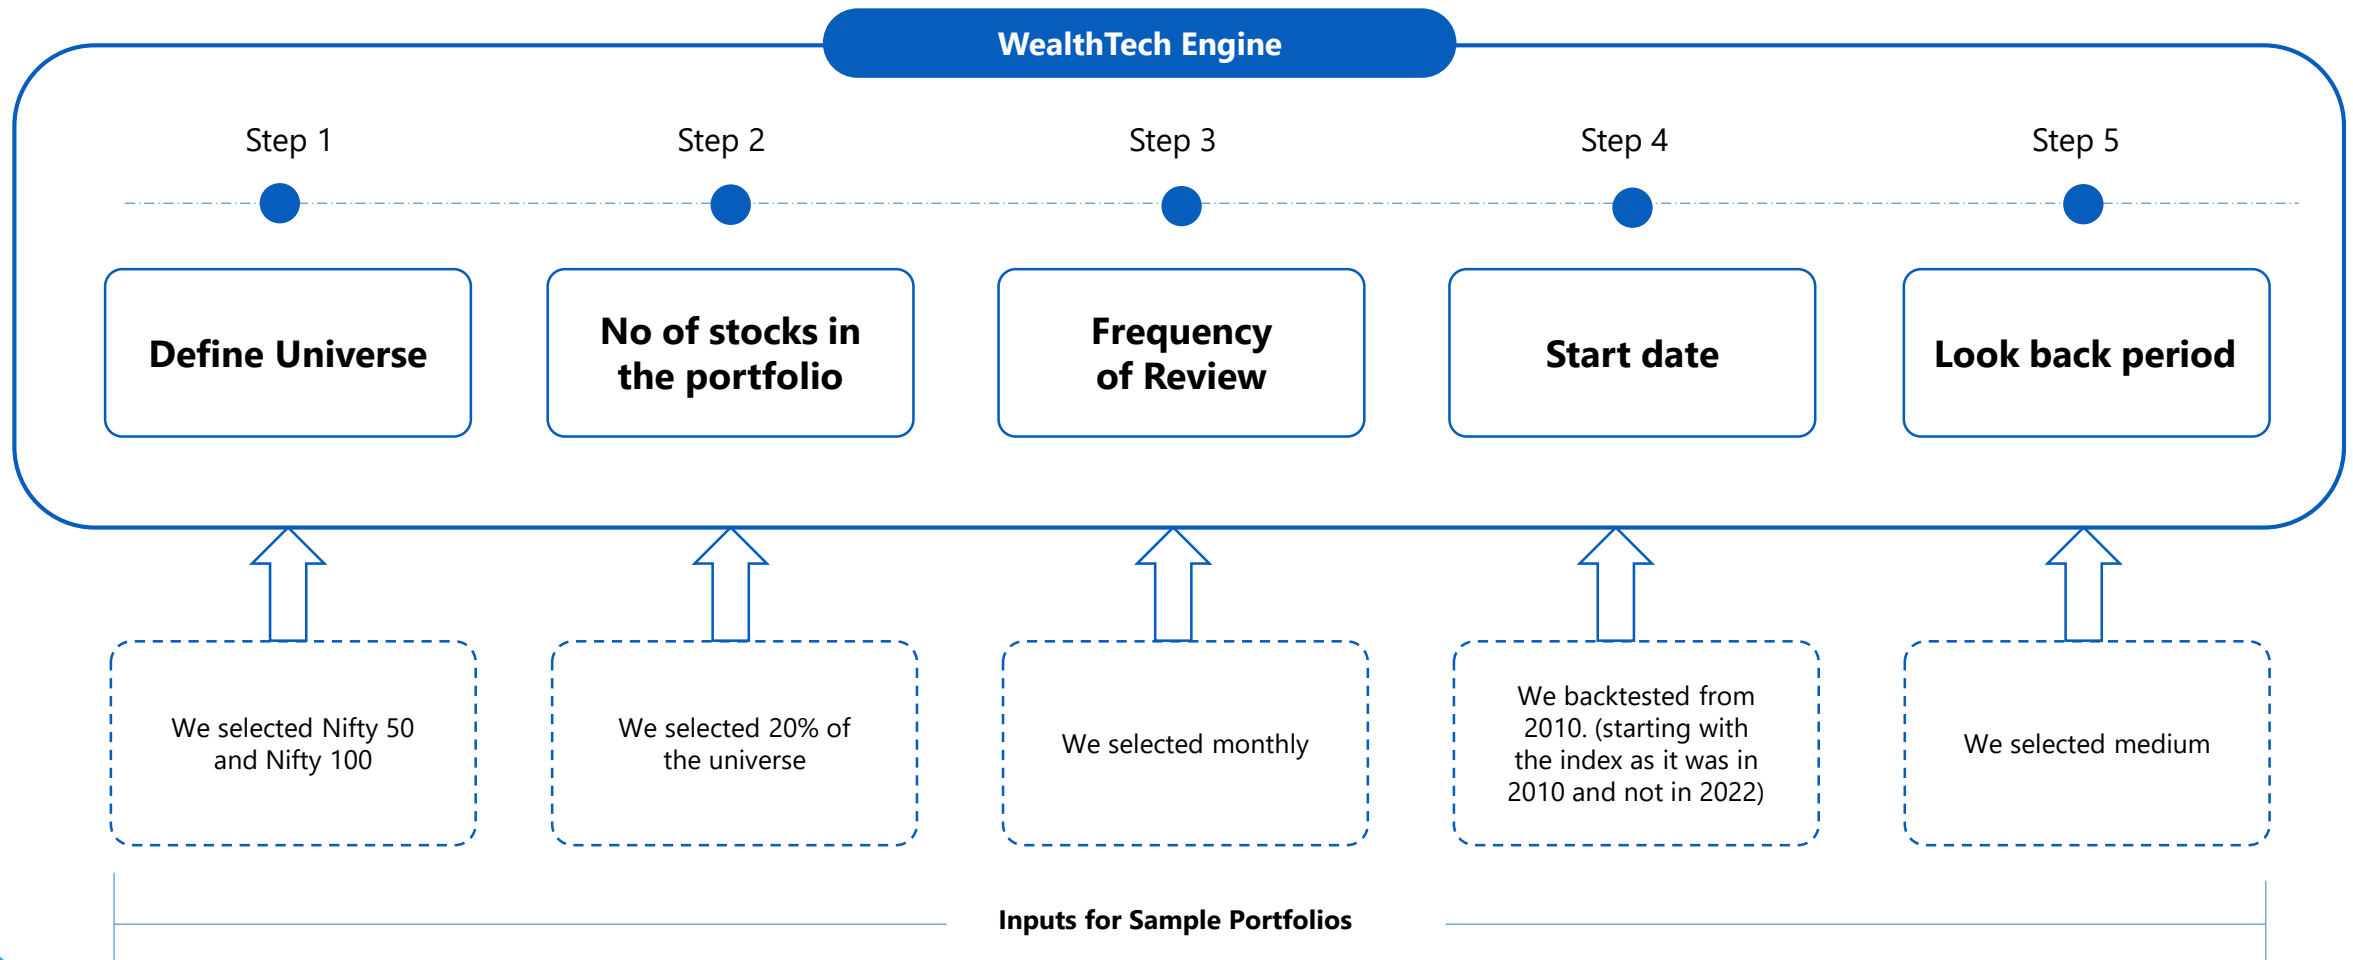 WealthTech Engine
Step 1
Step 2
Step 3
Step 4
Step 5
Define Universe
No of stocks in
the portfolio
Frequency
of Review
Start date
Look back period
We selected Nifty 50
and Nifty 100
We selected 20% of
the universe
We selected monthly
We backtested from
2010. (starting with
the index as it was in
2010 and not in 2022)
We selected medium
Inputs for Sample Portfolios